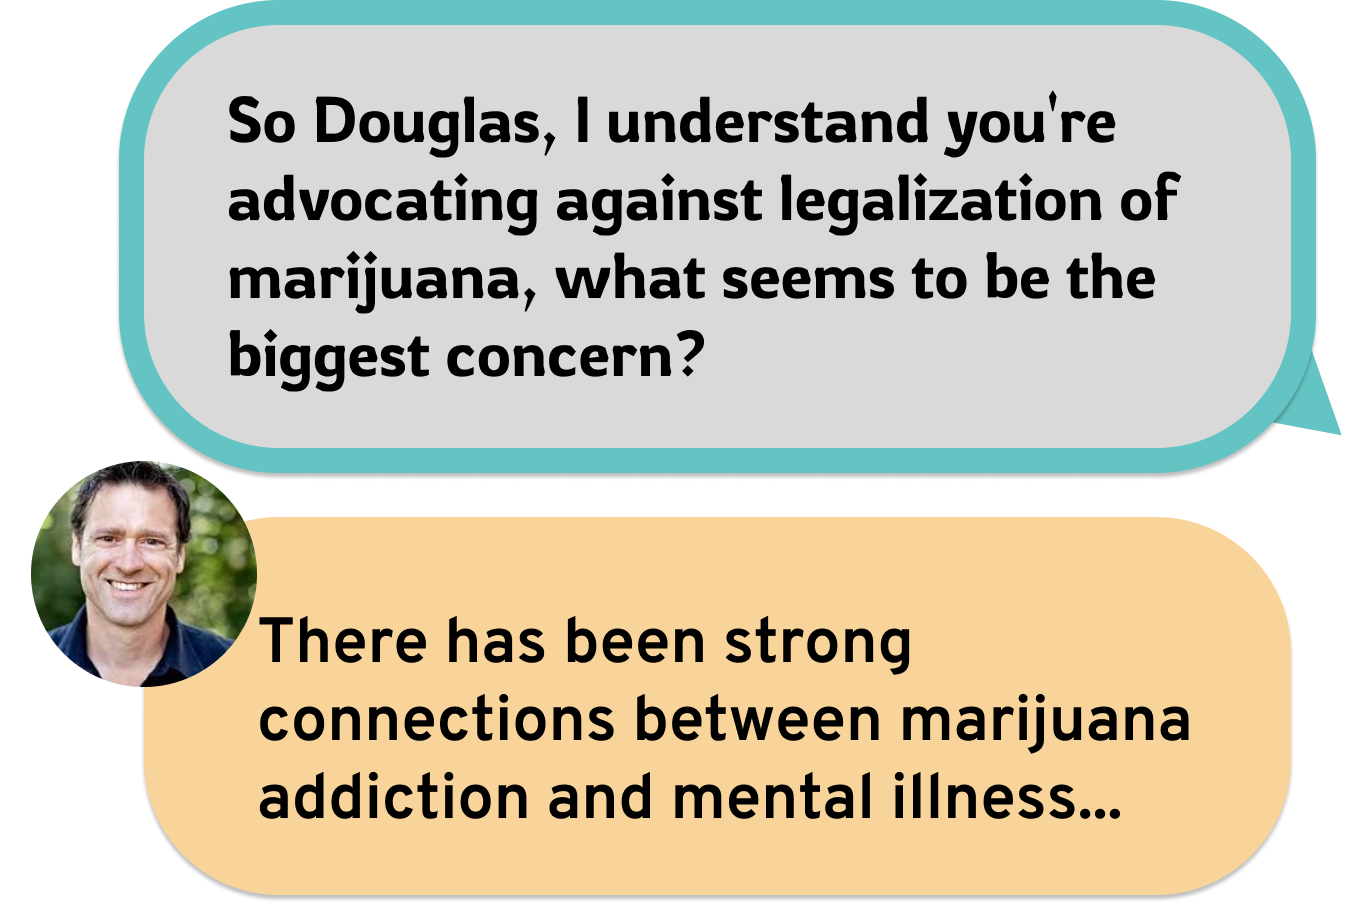 So Douglas, I understand you're
advocating against legalization of
marijuana, what seems to be the
biggest concern?
There has been strong
connections between marijuana
addiction and mental illness...